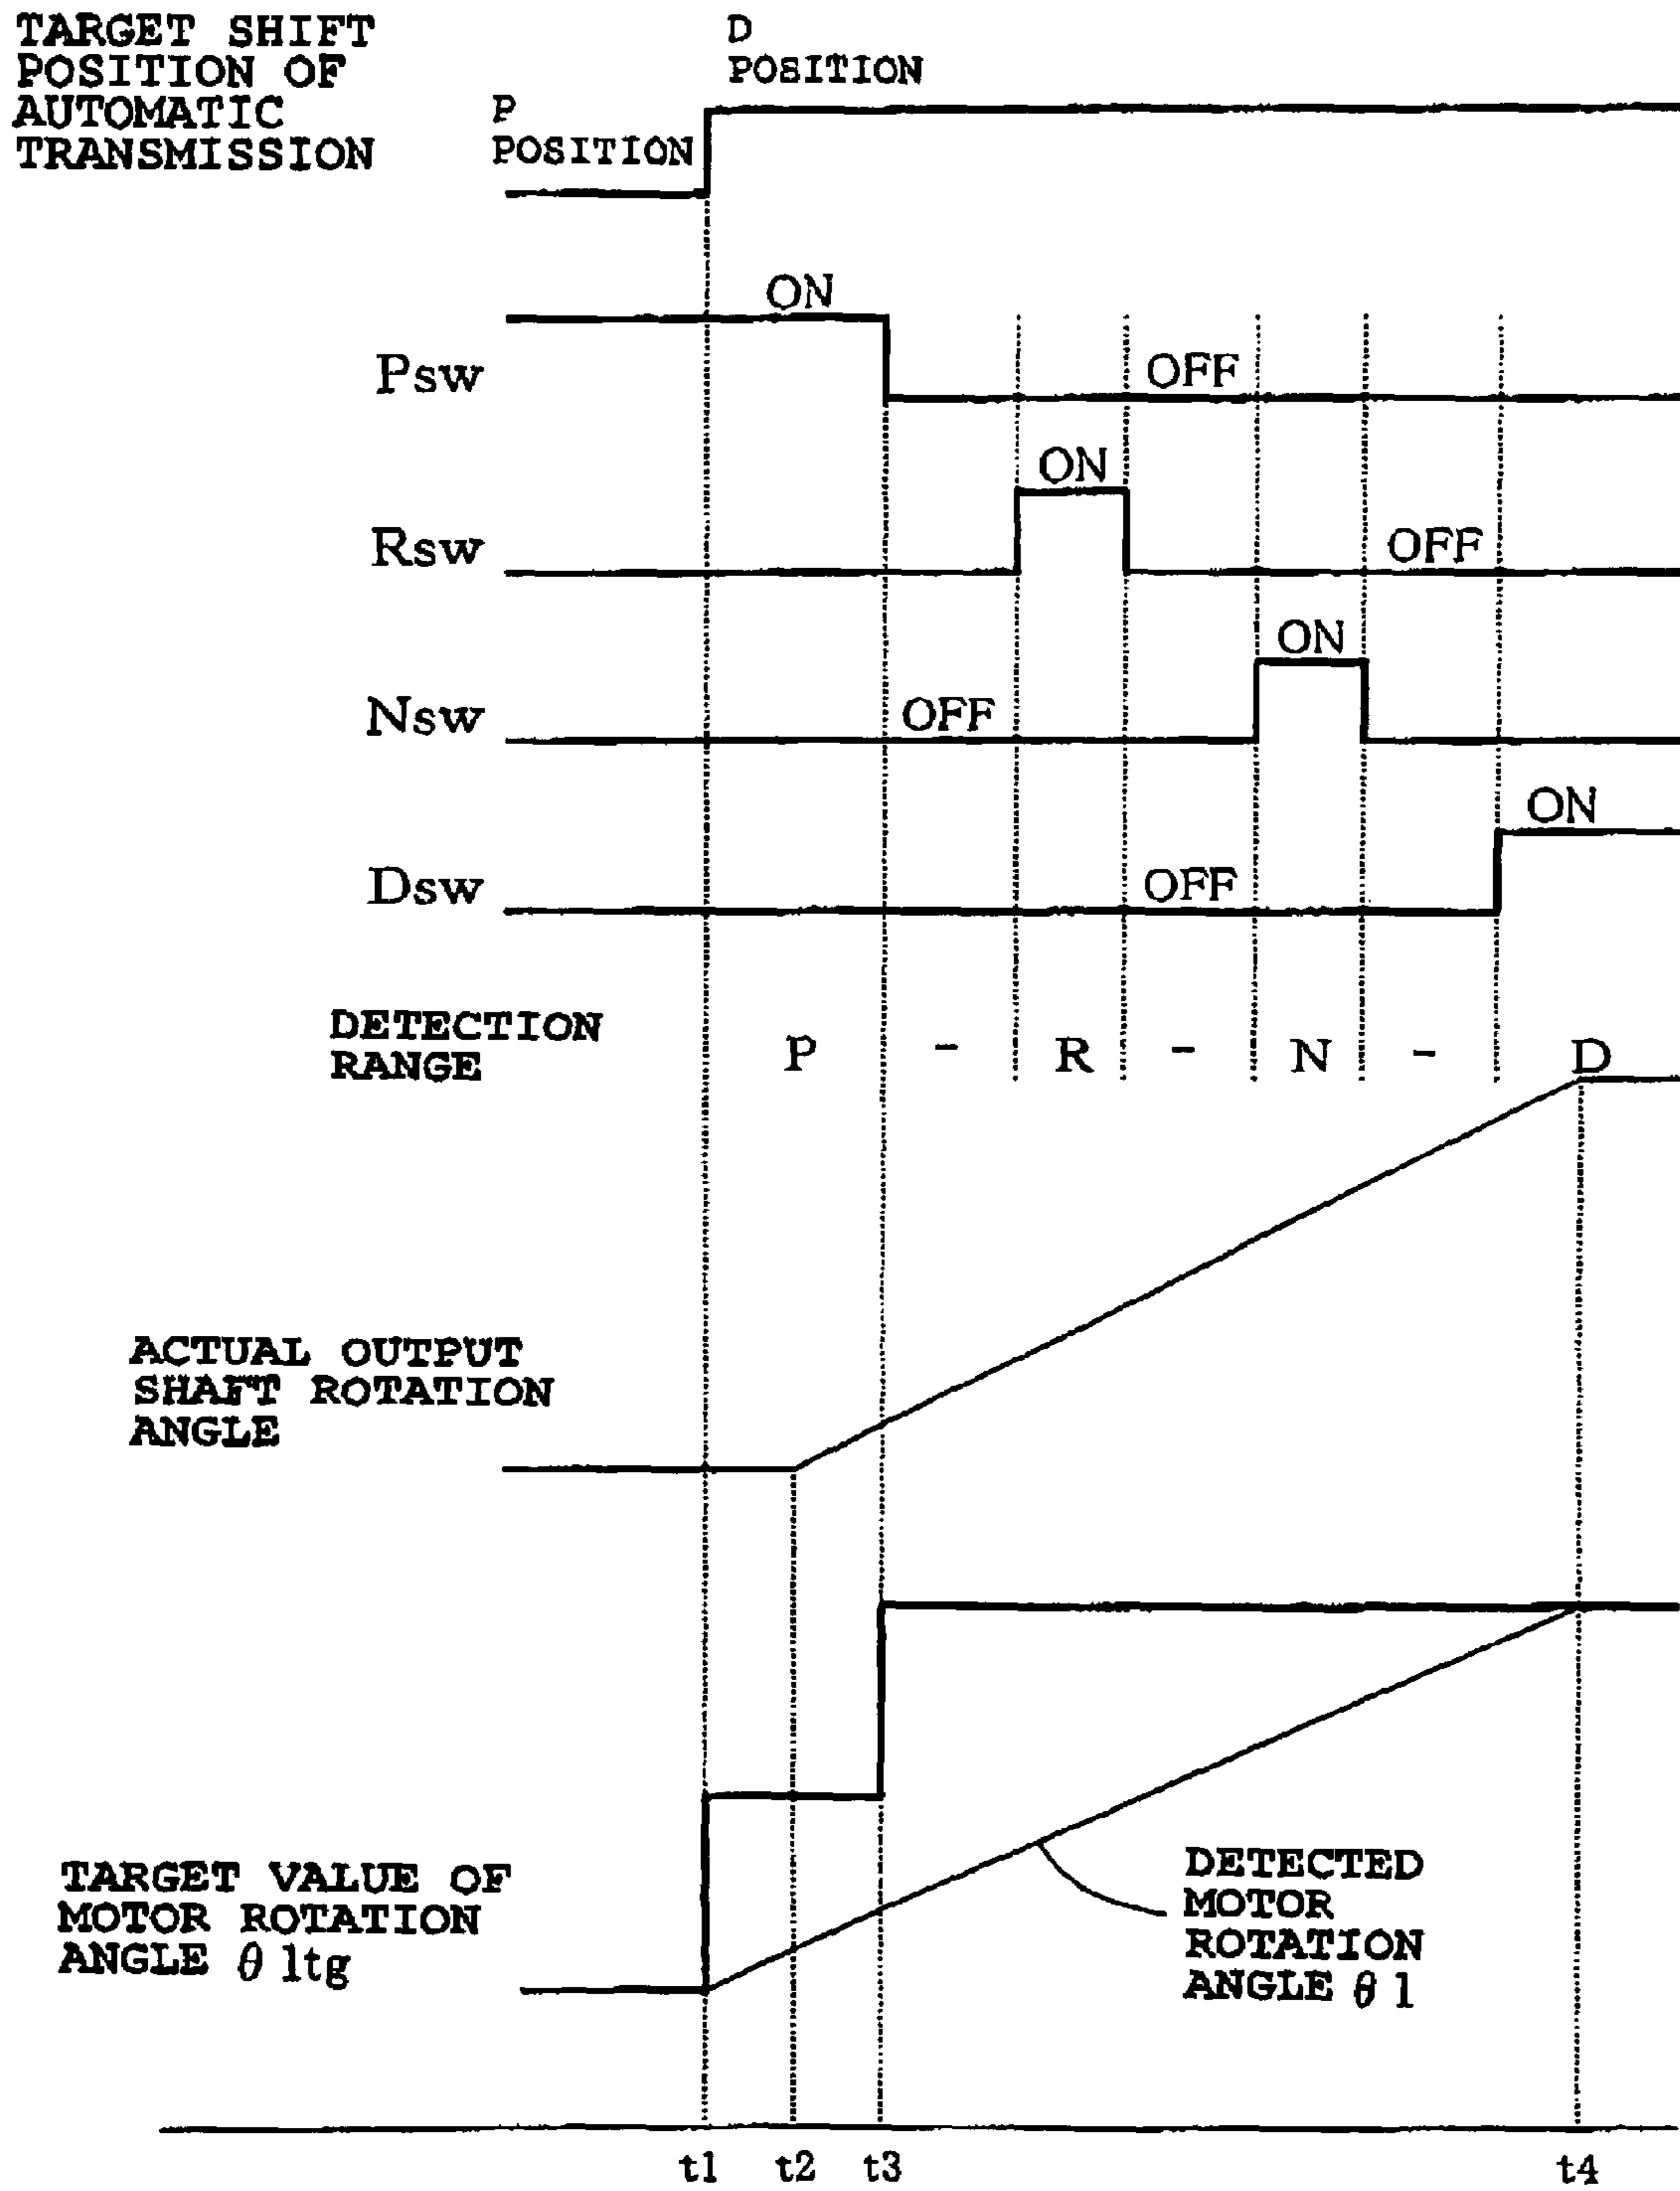 TARGET SHIFT
POSITION OF
AUTOMATIC
TRANSMISSION
D
POSITION
P
POSITION
ON
Psw
OFF
ON
Rsw
OFF
ON
Nsw
OFF
ON
Dsw
OFF
DETECTION
RANGE
P - R - N - D
ACTUAL OUTPUT
SHAFT ROTATION
ANGLE
TARGET VALUE OF
MOTOR ROTATION
ANGLE θ 1tg
DETECTED
MOTOR
ROTATION
ANGLE θ 1
t1 t2 t3 t4